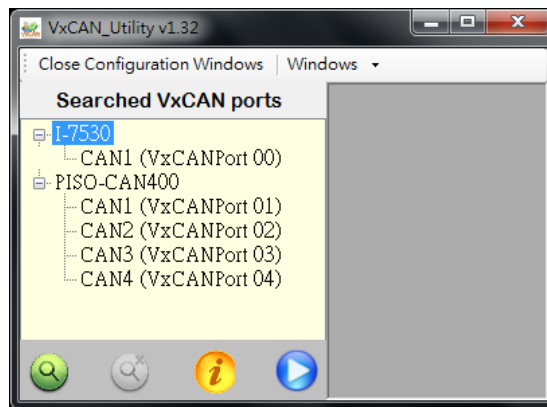 VxCAN_Utility v1.32
Close Configuration Windows Windows
Searched VxCAN ports
I-7530
CAN1 (VxCANPort 00)
PISO-CAN400
CAN1 (VxCANPort 01)
CAN2 (VxCANPort 02)
CAN3 (VxCANPort 03)
CAN4 (VxCANPort 04)